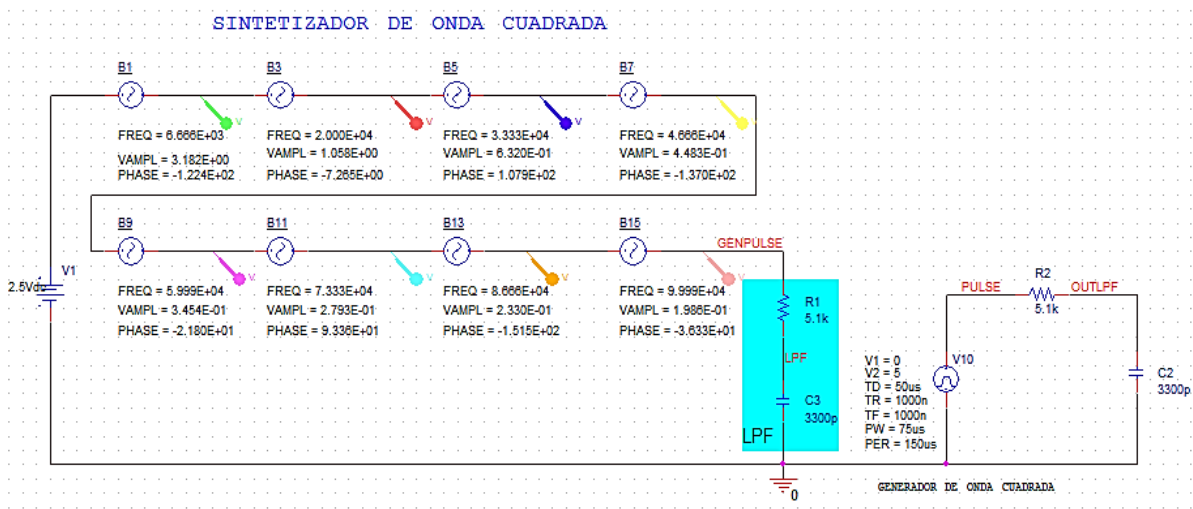 SINTETIZADOR DE ONDA CUADRADA
B1
B3
B5
B7
V
V
V
FREQ = 6.666E+03
VAMPL = 3.182E+00
PHASE = -1.224E+02
FREQ = 2.000E+04
VAMPL = 1.058E+00
PHASE = -7.265E+00
FREQ = 3.333E+04
VAMPL = 6.320E-01
PHASE = 1.079E+02
FREQ = 4.666E+04
VAMPL = 4.483E-01
PHASE = -1.370E+02
B9
B11
B13
B15
GENPULSE
V
V
V
V
FREQ = 5.999E+04
VAMPL = 3.454E-01
PHASE = -2.180E+01
FREQ = 7.333E+04
VAMPL = 2.793E-01
PHASE = 9.336E+01
FREQ = 8.666E+04
VAMPL = 2.330E-01
PHASE = -1.515E+02
FREQ = 9.999E+04
VAMPL = 1.986E-01
PHASE = -3.633E+01
V1
2.5Vdc
R1
5.1k
LPF
C3
3300p
LPF
0
PULSE
R2
OUTLPF
5.1k
V10
V1 = 0
V2 = 5
TD = 50us
TR = 1000n
TF = 1000n
PW = 75us
PER = 150us
C2
3300p
GENERADOR DE ONDA CUADRADA